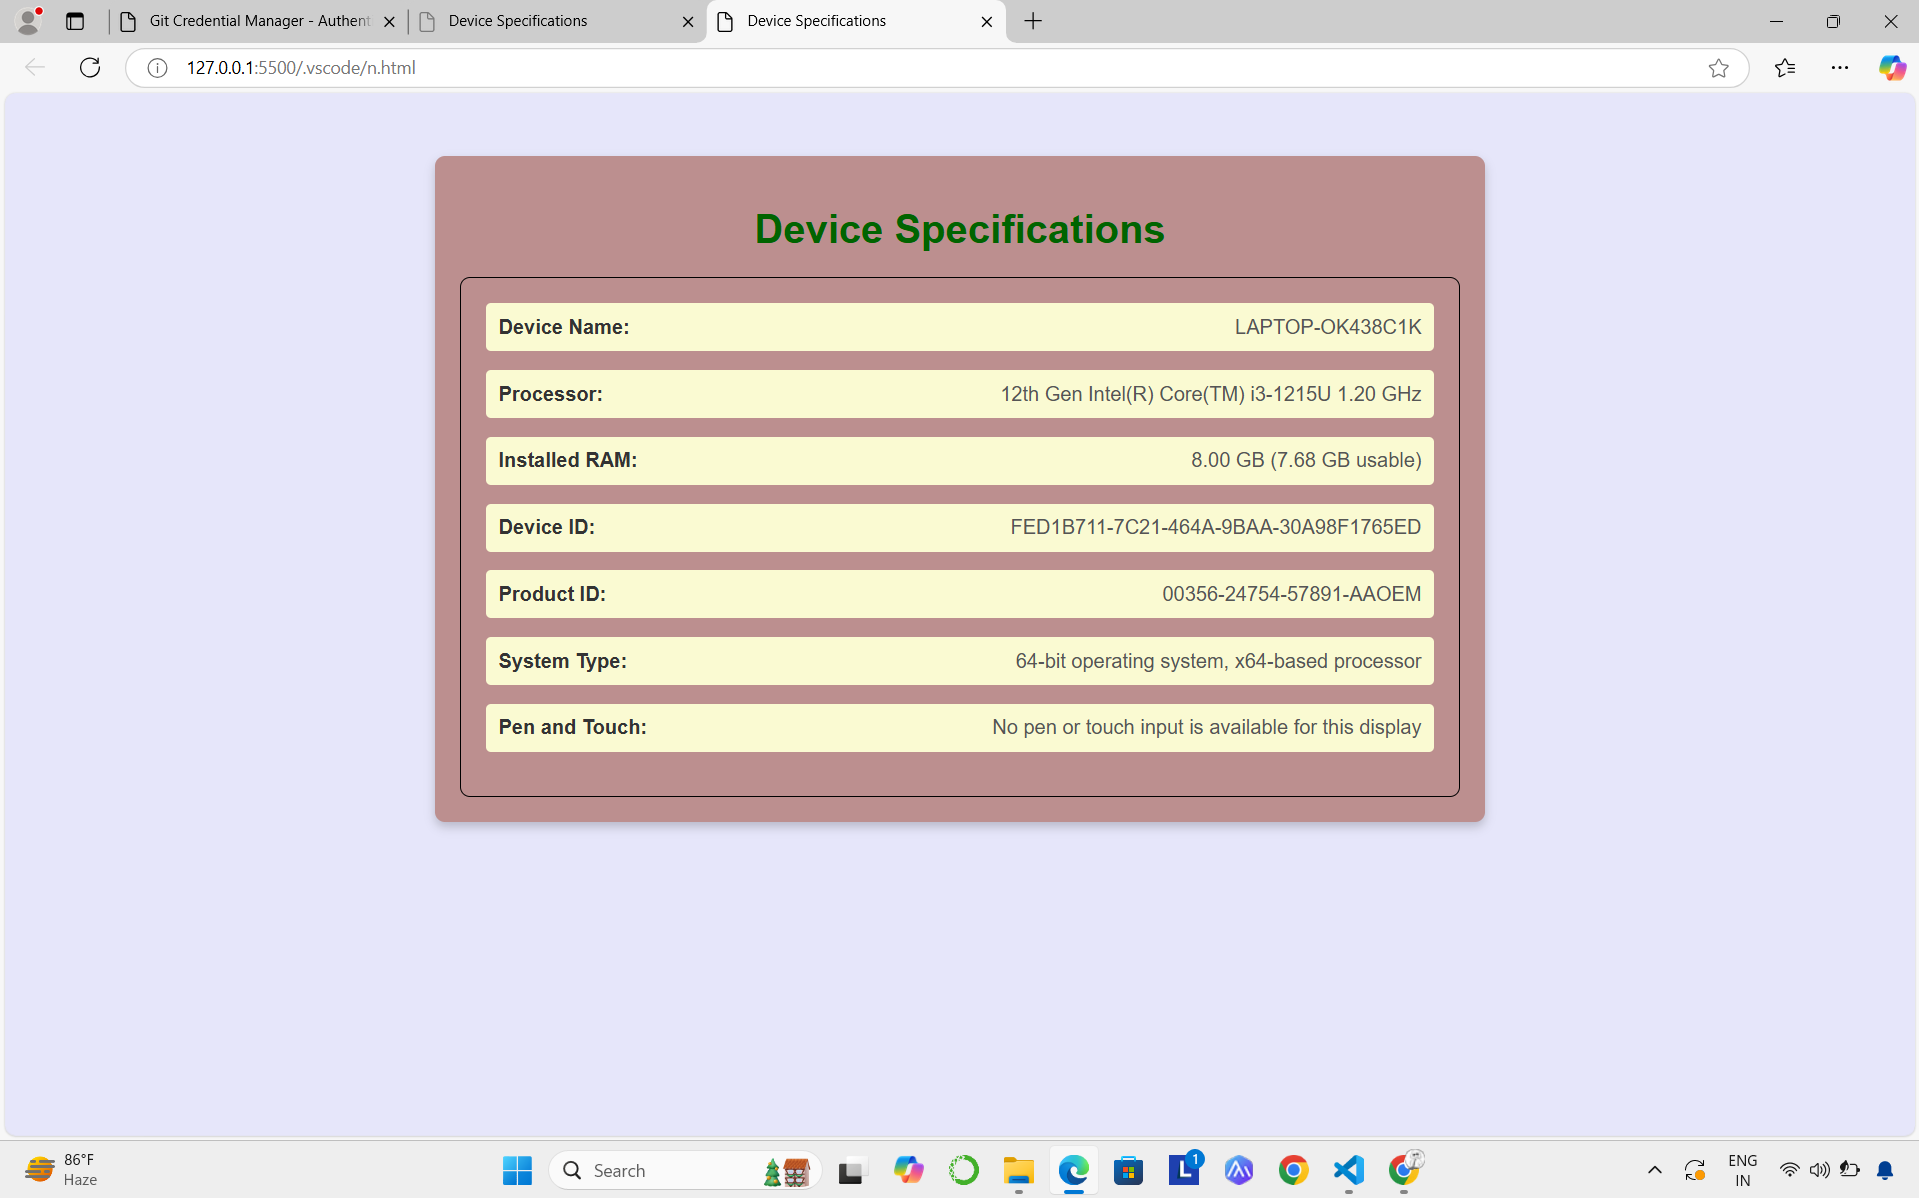 Git Credential Manager - Authent
Device Specifications
Device Specifications
127.0.0.1:5500/.vscode/n.html
Device Specifications
Device Name: LAPTOP-OK438C1K
Processor: 12th Gen Intel(R) Core(TM) i3-1215U 1.20 GHz
Installed RAM: 8.00 GB (7.68 GB usable)
Device ID: FED1B711-7C21-464A-9BAA-30A98F1765ED
Product ID: 00356-24754-57891-AAOEM
System Type: 64-bit operating system, x64-based processor
Pen and Touch: No pen or touch input is available for this display
86°F
Haze
Search
L 1
ENG
IN